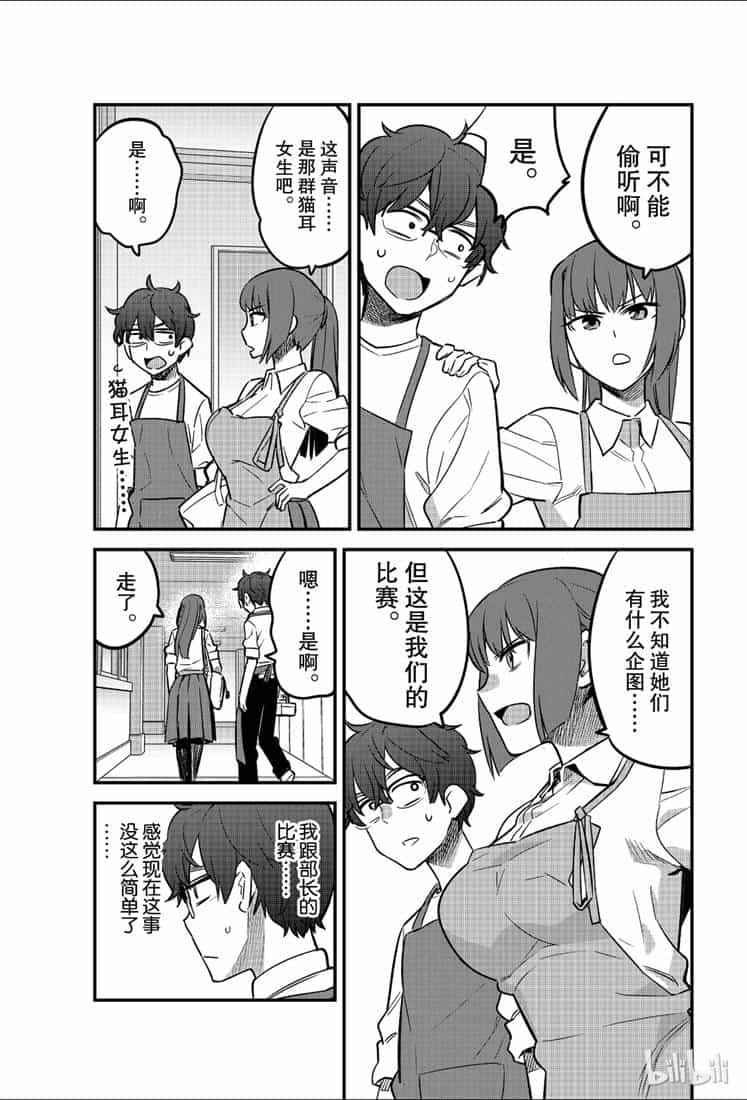 可不能
偷听啊。
是。
这声音……
是那群猫耳
女生吧。
是……啊。
猫耳女生……
我不知道她们
有什么企图……
但这是我们的
比赛。
嗯……是啊。
走了。
我跟部长的
比赛……
感觉现在这事
没这么简单了
……
bilibili